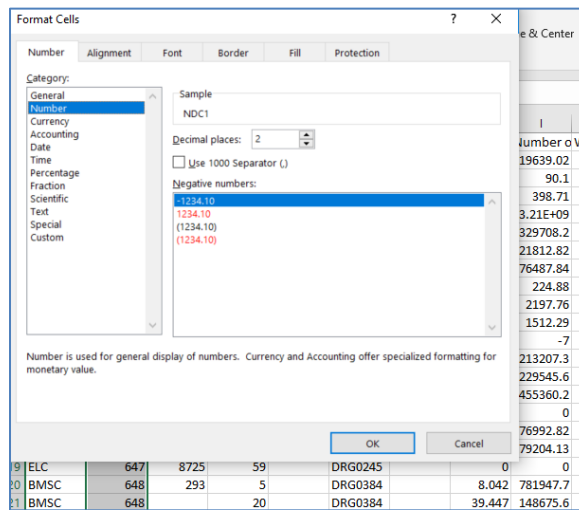 Format Cells ? ×
e & Center
Number Alignment Font Border Fill Protection
Category:
General
Number
Currency
Accounting
Date
Time
Percentage
Fraction
Scientific
Text
Special
Custom
Sample
NDC1
Decimal places: 2
Use 1000 Separator (,)
Negative numbers:
-1234.10
1234.10
(1234.10)
(1234.10)
Number is used for general display of numbers. Currency and Accounting offer specialized formatting for
monetary value.
OK Cancel
I
Number o
19639.02
90.1
398.71
3.21E+09
329708.2
21812.82
76487.84
224.88
2197.76
1512.29
-7
213207.3
229545.6
455360.2
0
76992.82
79204.13
19 ELC 647 8725 59 DRG0245 0 0
20 BMSC 648 293 5 DRG0384 8.042 781947.7
21 BMSC 648 20 DRG0384 39.447 148675.6